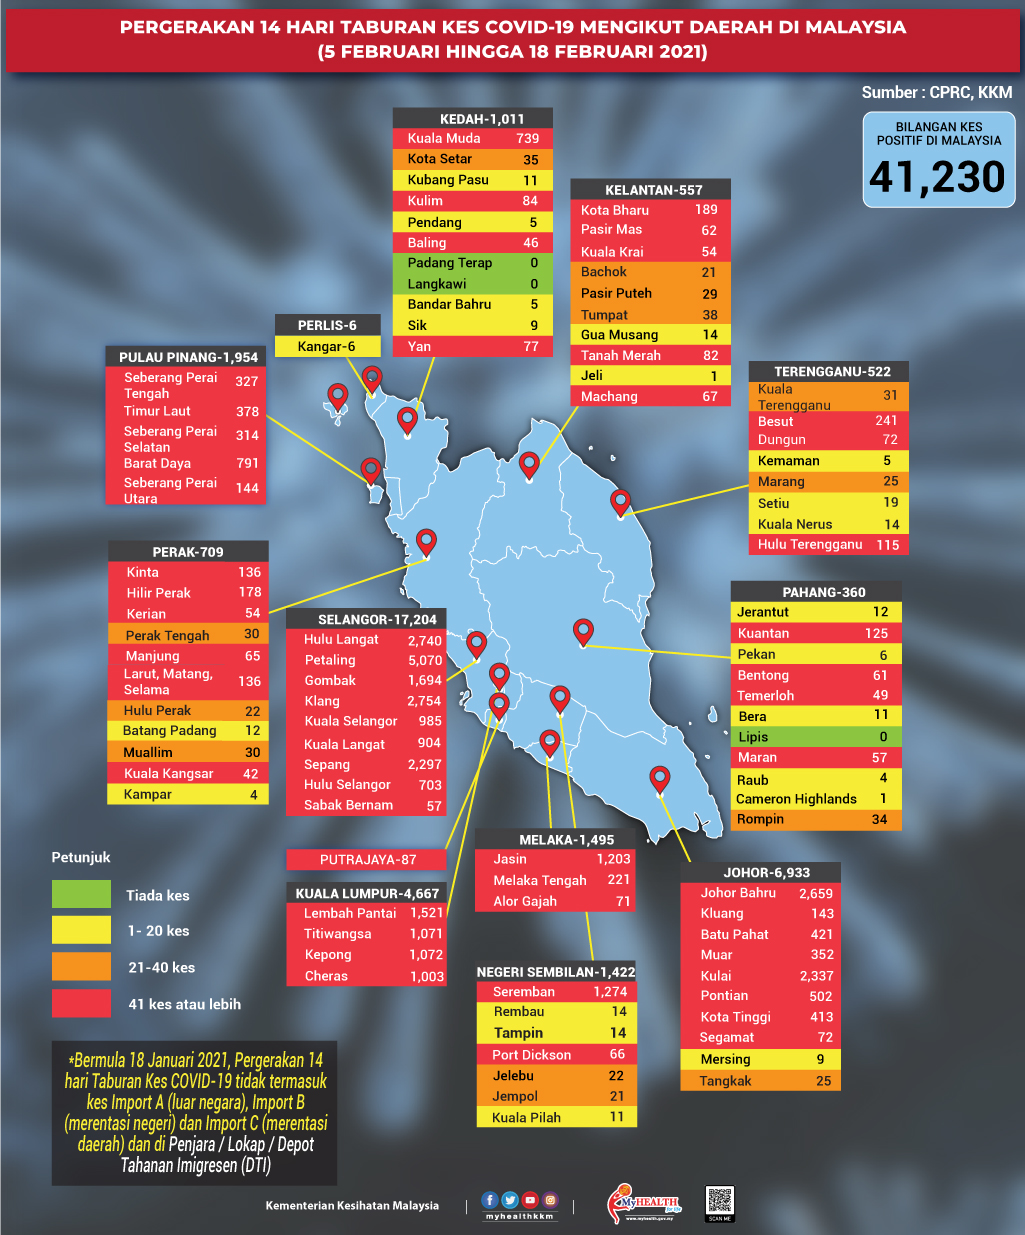 PERGERAKAN 14 HARI TABURAN KES COVID-19 MENGIKUT DAERAH DI MALAYSIA
(5 FEBRUARI HINGGA 18 FEBRUARI 2021)
Sumber : CPRC, KKM
BILANGAN KES
POSITIF DI MALAYSIA
41,230
KEDAH-1,011
Kuala Muda 739
Kota Setar 35
Kubang Pasu 11
Kulim 84
Pendang 5
Baling 46
Padang Terap 0
Langkawi 0
Bandar Bahru 5
Sik 9
Yan 77
KELANTAN-557
Kota Bharu 189
Pasir Mas 62
Kuala Krai 54
Bachok 21
Pasir Puteh 29
Tumpat 38
Gua Musang 14
Tanah Merah 82
Jeli 1
Machang 67
PERLIS-6
Kangar-6
PULAU PINANG-1,954
Seberang Perai
Tengah 327
Timur Laut 378
Seberang Perai
Selatan 314
Barat Daya 791
Seberang Perai
Utara 144
TERENGGANU-522
Kuala
Terengganu 31
Besut 241
Dungun 72
Kemaman 5
Marang 25
Setiu 19
Kuala Nerus 14
Hulu Terengganu 115
PERAK-709
Kinta 136
Hilir Perak 178
Kerian 54
Perak Tengah 30
Manjung 65
Larut, Matang,
Selama 136
Hulu Perak 22
Batang Padang 12
Muallim 30
Kuala Kangsar 42
Kampar 4
SELANGOR-17,204
Hulu Langat 2,740
Petaling 5,070
Gombak 1,694
Klang 2,754
Kuala Selangor 985
Kuala Langat 904
Sepang 2,297
Hulu Selangor 703
Sabak Bernam 57
PAHANG-360
Jerantut 12
Kuantan 125
Pekan 6
Bentong 61
Temerloh 49
Bera 11
Lipis 0
Maran 57
Raub 4
Cameron Highlands 1
Rompin 34
PUTRAJAYA-87
KUALA LUMPUR-4,667
Lembah Pantai 1,521
Titiwangsa 1,071
Kepong 1,072
Cheras 1,003
MELAKA-1,495
Jasin 1,203
Melaka Tengah 221
Alor Gajah 71
NEGERI SEMBILAN-1,422
Seremban 1,274
Rembau 14
Tampin 14
Port Dickson 66
Jelebu 22
Jempol 21
Kuala Pilah 11
JOHOR-6,933
Johor Bahru 2,659
Kluang 143
Batu Pahat 421
Muar 352
Kulai 2,337
Pontian 502
Kota Tinggi 413
Segamat 72
Mersing 9
Tangkak 25
Petunjuk
Tiada kes
1- 20 kes
21-40 kes
41 kes atau lebih
*Bermula 18 Januari 2021, Pergerakan 14
hari Taburan Kes COVID-19 tidak termasuk
kes Import A (luar negara), Import B
(merentasi negeri) dan Import C (merentasi
daerah) dan di Penjara / Lokap / Depot
Tahanan Imigresen (DTI)
Kementerian Kesihatan Malaysia
myhealthkkm
MyHEALTH
for life
www.myhealth.gov.my
SCAN ME